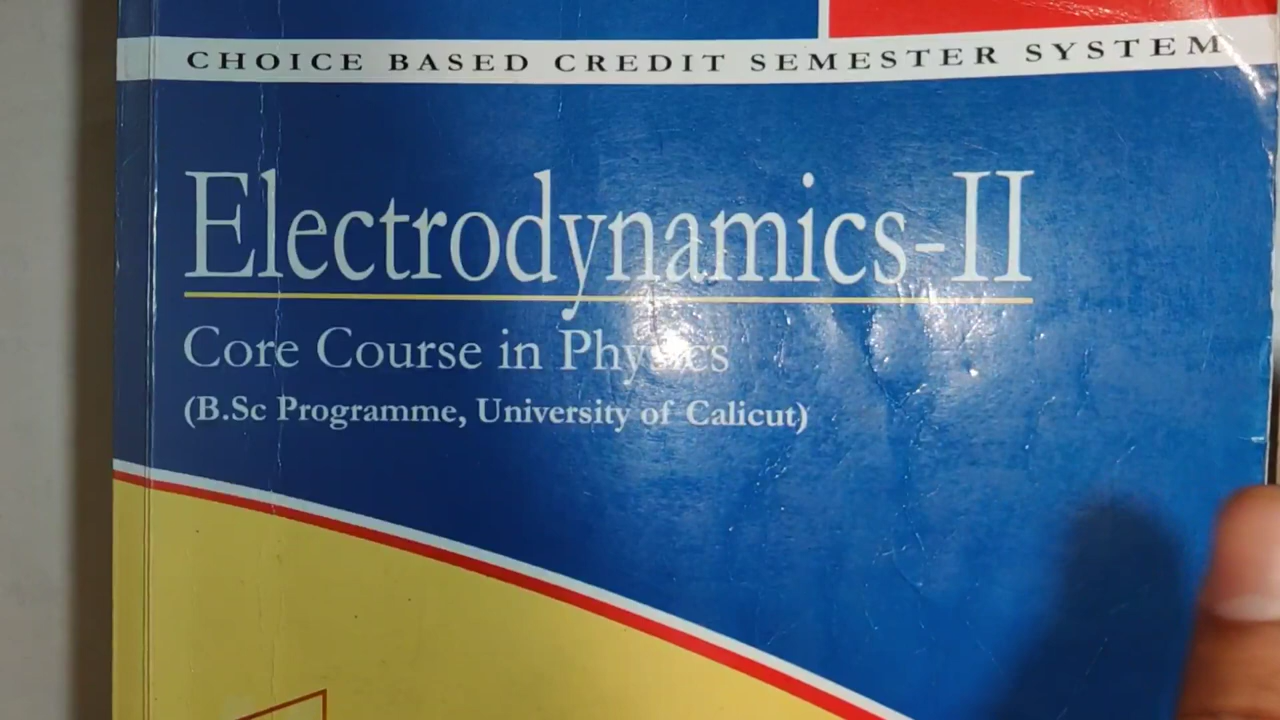 CHOICE BASED CREDIT SEMESTER SYSTEM
Electrodynamics-II
Core Course in Physics
(B.Sc Programme, University of Calicut)